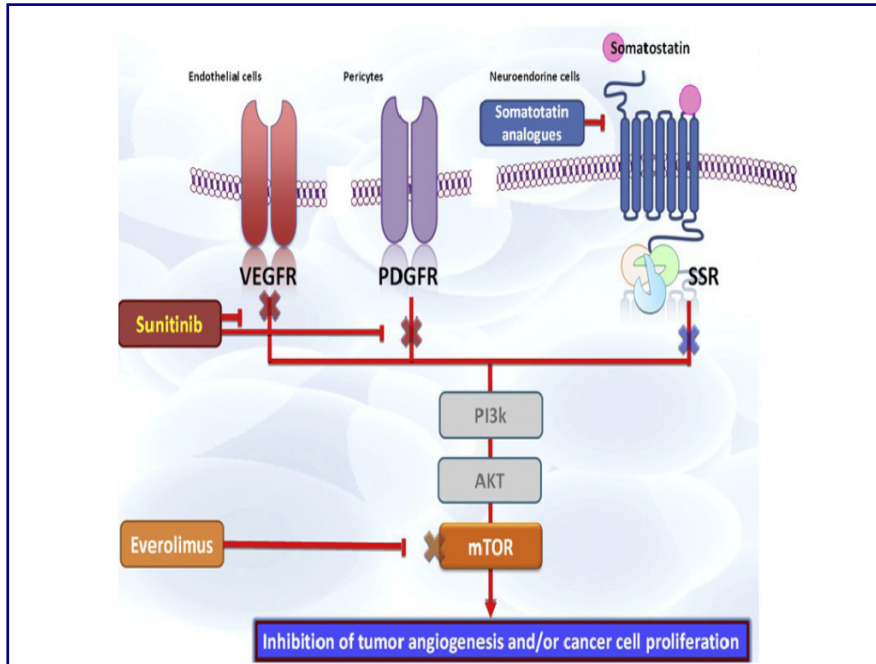 Somatostatin
Endothelial cells
Pericytes
Neuroendorine cells
Somatotatin
analogues
VEGFR
PDGFR
SSR
Sunitinib
PI3k
AKT
Everolimus
mTOR
Inhibition of tumor angiogenesis and/or cancer cell proliferation